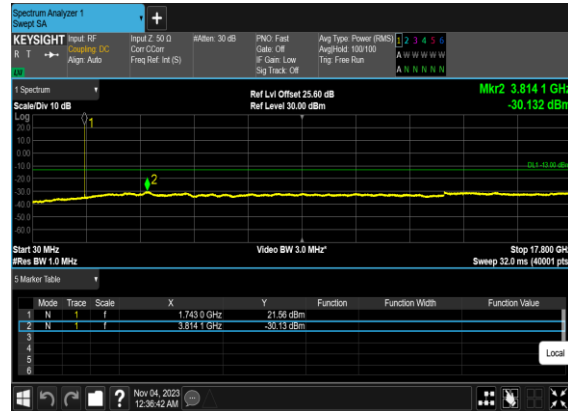 Spectrum Analyzer 1
Swept SA
+
KEYSIGHT Input: RF Input Z: 50 Ω #Atten: 30 dB PNO: Fast Avg Type: Power (RMS) 1 2 3 4 5 6
R T Coupling: DC Corr CCorr Gate: Off Avg|Hold: 100/100 A W W W W W
Align: Auto Freq Ref: Int (S) IF Gain: Low Trig: Free Run
Sig Track: Off A N N N N N
LW
1 Spectrum Ref Lvl Offset 25.60 dB Mkr2 3.814 1 GHz
Scale/Div 10 dB Ref Level 30.00 dBm -30.132 dBm
Log
20.0
10.0
0.00
-10.0
-20.0
-30.0
-40.0
-50.0
-60.0
1
2
DL1 -13.00 dBm
Start 30 MHz Video BW 3.0 MHz* Stop 17.800 GHz
#Res BW 1.0 MHz Sweep 32.0 ms (40001 pts)
5 Marker Table
Mode Trace Scale X Y Function Function Width Function Value
1 N 1 f 1.743 0 GHz 21.56 dBm
2 N 1 f 3.814 1 GHz -30.13 dBm
3
4
5
6
Local
? Nov 04, 2023
12:36:42 AM